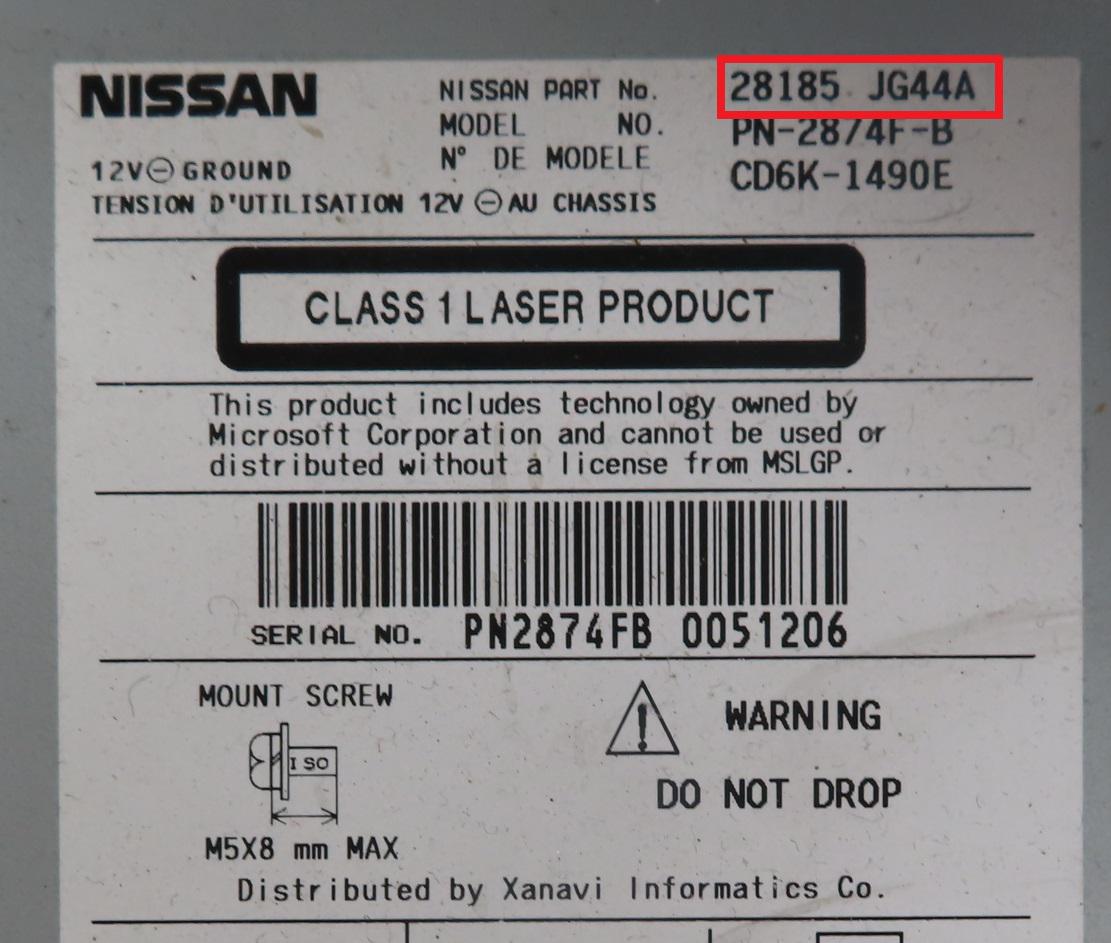 NISSAN
NISSAN PART No. 28185 JG44A
MODEL NO. PN-2874F-B
N° DE MODELE CD6K-1490E
12V⊖GROUND
TENSION D'UTILISATION 12V ⊖AU CHASSIS
CLASS 1 LASER PRODUCT
This product includes technology owned by
Microsoft Corporation and cannot be used or
distributed without a license from MSLGP.
SERIAL NO. PN2874FB 0051206
MOUNT SCREW
ISO
M5X8 mm MAX
WARNING
DO NOT DROP
Distributed by Xanavi Informatics Co.